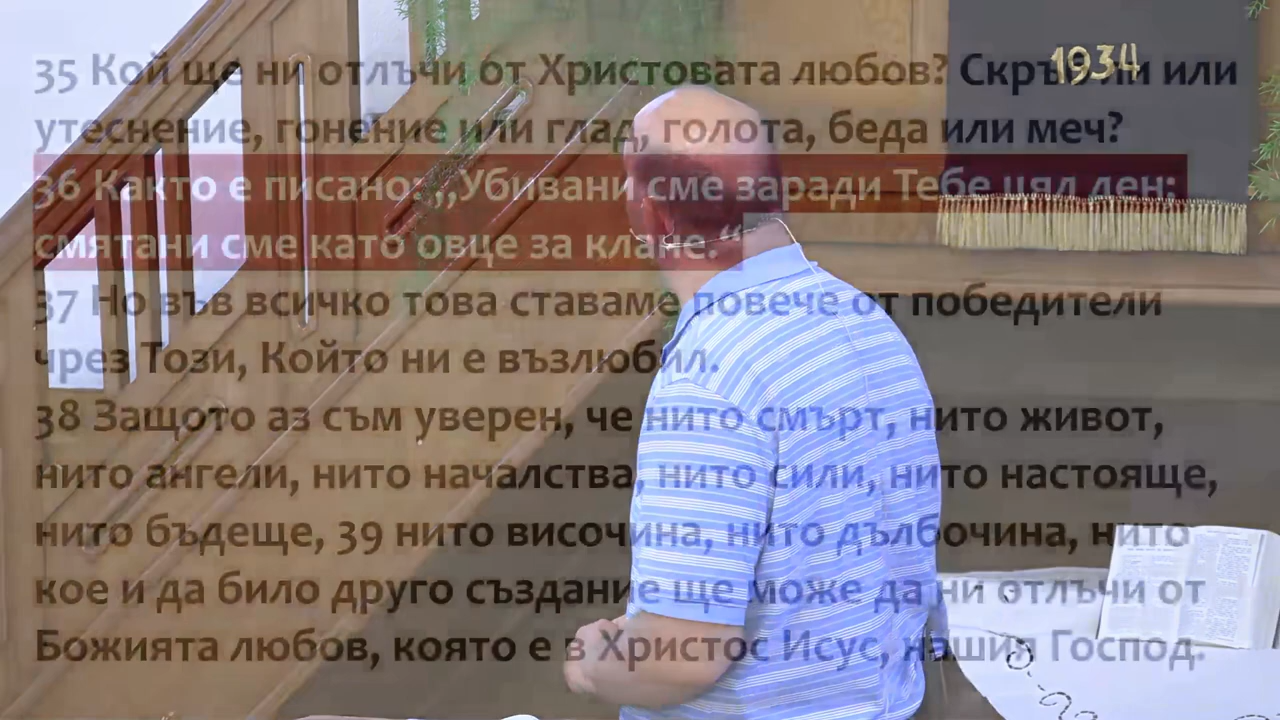 35 Кой ще ни отлъчи от Христовата любов? Скръбни или
1934
утеснение, гонение или глад, голота, беда или меч?
36 Както е писано: „Убивани сме заради Тебе цял ден;
смятани сме като овце за клане.“
37 Но във всичко това ставаме повече от победители
чрез Този, Който ни е възлюбил.
38 Защото аз съм уверен, че нито смърт, нито живот,
нито ангели, нито началства, нито сили, нито настояще,
нито бъдеще, 39 нито височина, нито дълбочина, нито
кое и да било друго създание ще може да ни отлъчи от
Божията любов, която е в Христос Исус, нашия Господ.